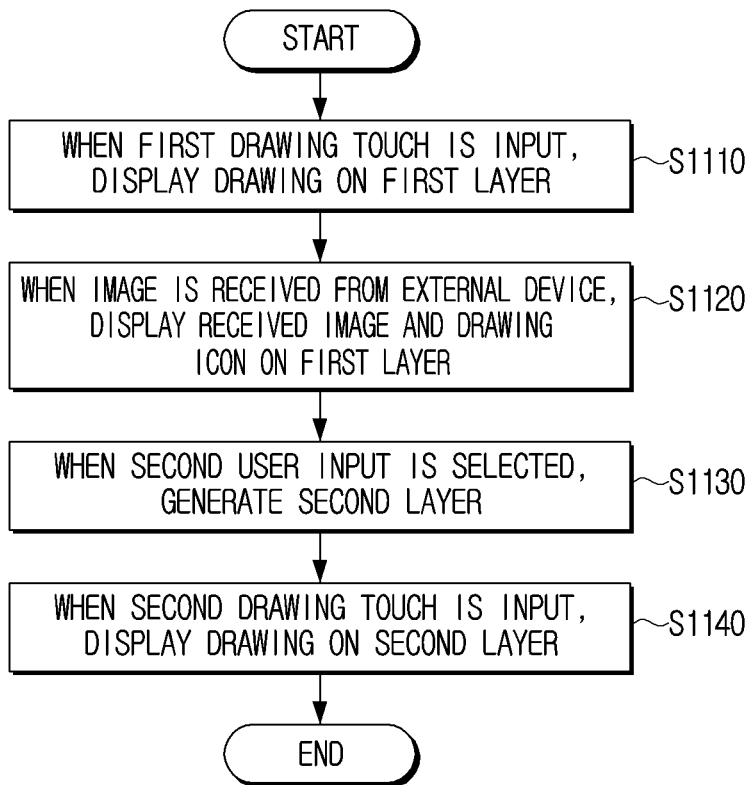 START
WHEN FIRST DRAWING TOUCH IS INPUT,
DISPLAY DRAWING ON FIRST LAYER
S1110
WHEN IMAGE IS RECEIVED FROM EXTERNAL DEVICE,
DISPLAY RECEIVED IMAGE AND DRAWING
ICON ON FIRST LAYER
S1120
WHEN SECOND USER INPUT IS SELECTED,
GENERATE SECOND LAYER
S1130
WHEN SECOND DRAWING TOUCH IS INPUT,
DISPLAY DRAWING ON SECOND LAYER
S1140
END